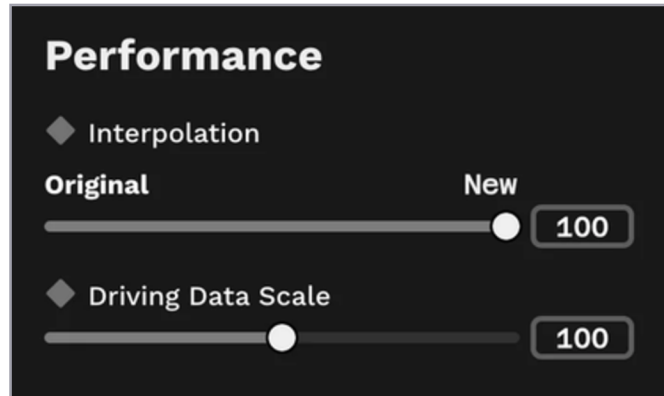 Performance
Interpolation
Original New
100
Driving Data Scale
100